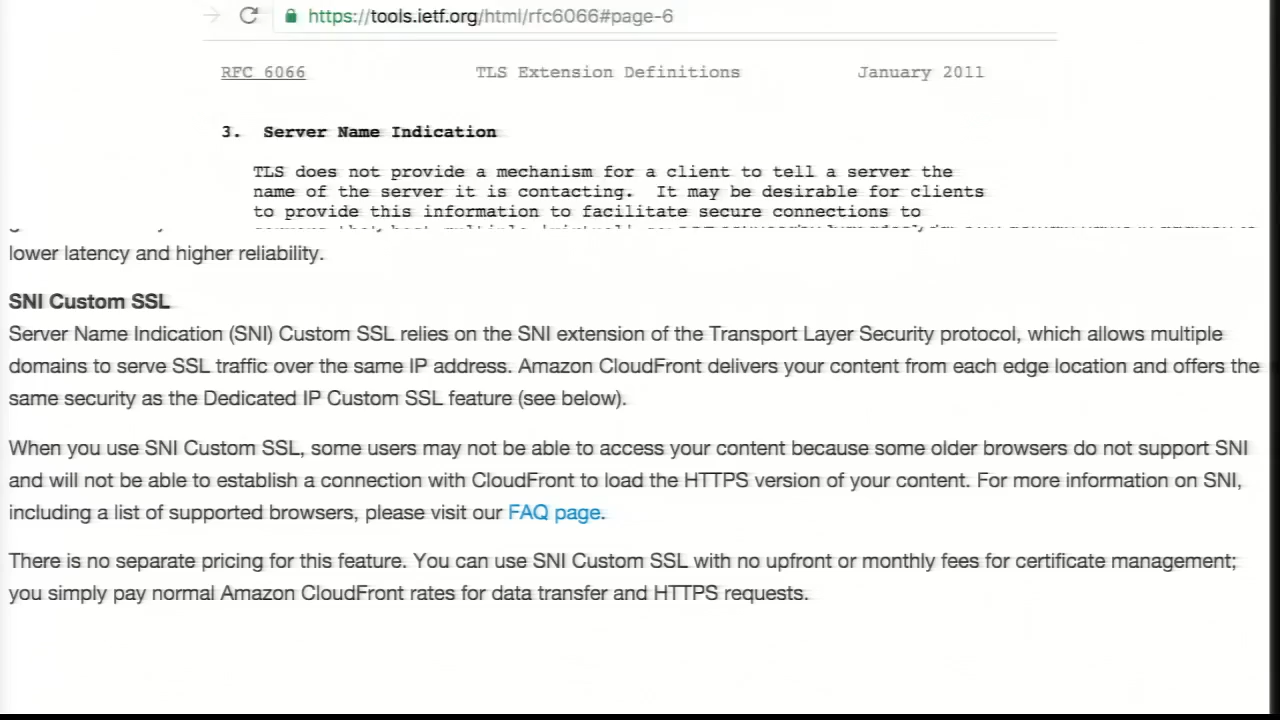 https://tools.ietf.org/html/rfc6066#page-6
RFC 6066 TLS Extension Definitions January 2011
3. Server Name Indication
TLS does not provide a mechanism for a client to tell a server the
name of the server it is contacting. It may be desirable for clients
to provide this information to facilitate secure connections to
lower latency and higher reliability.
SNI Custom SSL
Server Name Indication (SNI) Custom SSL relies on the SNI extension of the Transport Layer Security protocol, which allows multiple
domains to serve SSL traffic over the same IP address. Amazon CloudFront delivers your content from each edge location and offers the
same security as the Dedicated IP Custom SSL feature (see below).
When you use SNI Custom SSL, some users may not be able to access your content because some older browsers do not support SNI
and will not be able to establish a connection with CloudFront to load the HTTPS version of your content. For more information on SNI,
including a list of supported browsers, please visit our FAQ page.
There is no separate pricing for this feature. You can use SNI Custom SSL with no upfront or monthly fees for certificate management;
you simply pay normal Amazon CloudFront rates for data transfer and HTTPS requests.